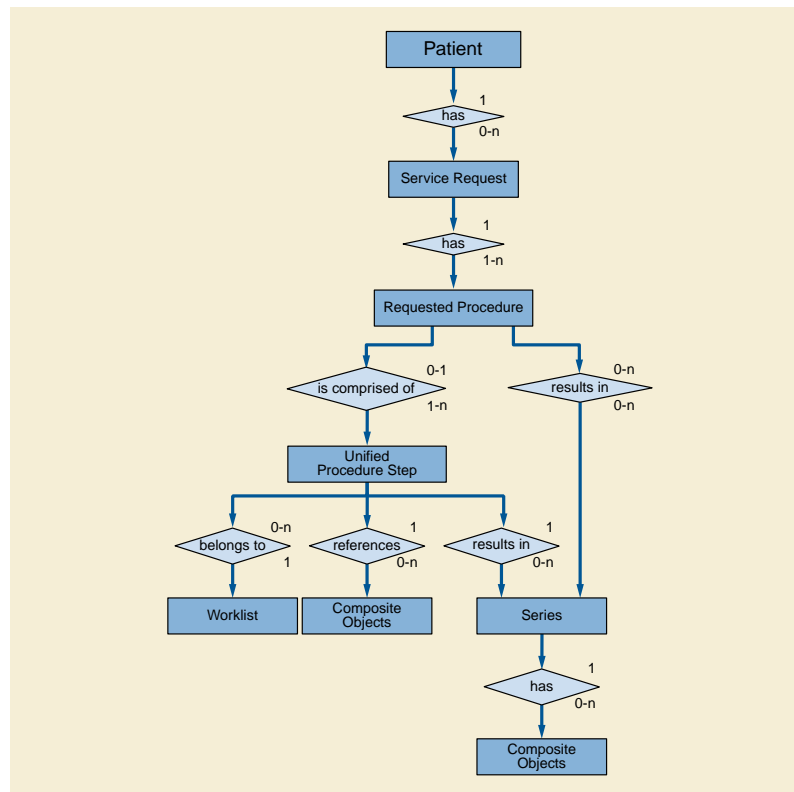 Patient
1
has
0-n
Service Request
1
has
1-n
Requested Procedure
0-1
is comprised of
1-n
0-n
results in
0-n
Unified
Procedure Step
0-n
belongs to
1
1
references
0-n
1
results in
0-n
Worklist
Composite
Objects
Series
1
has
0-n
Composite
Objects